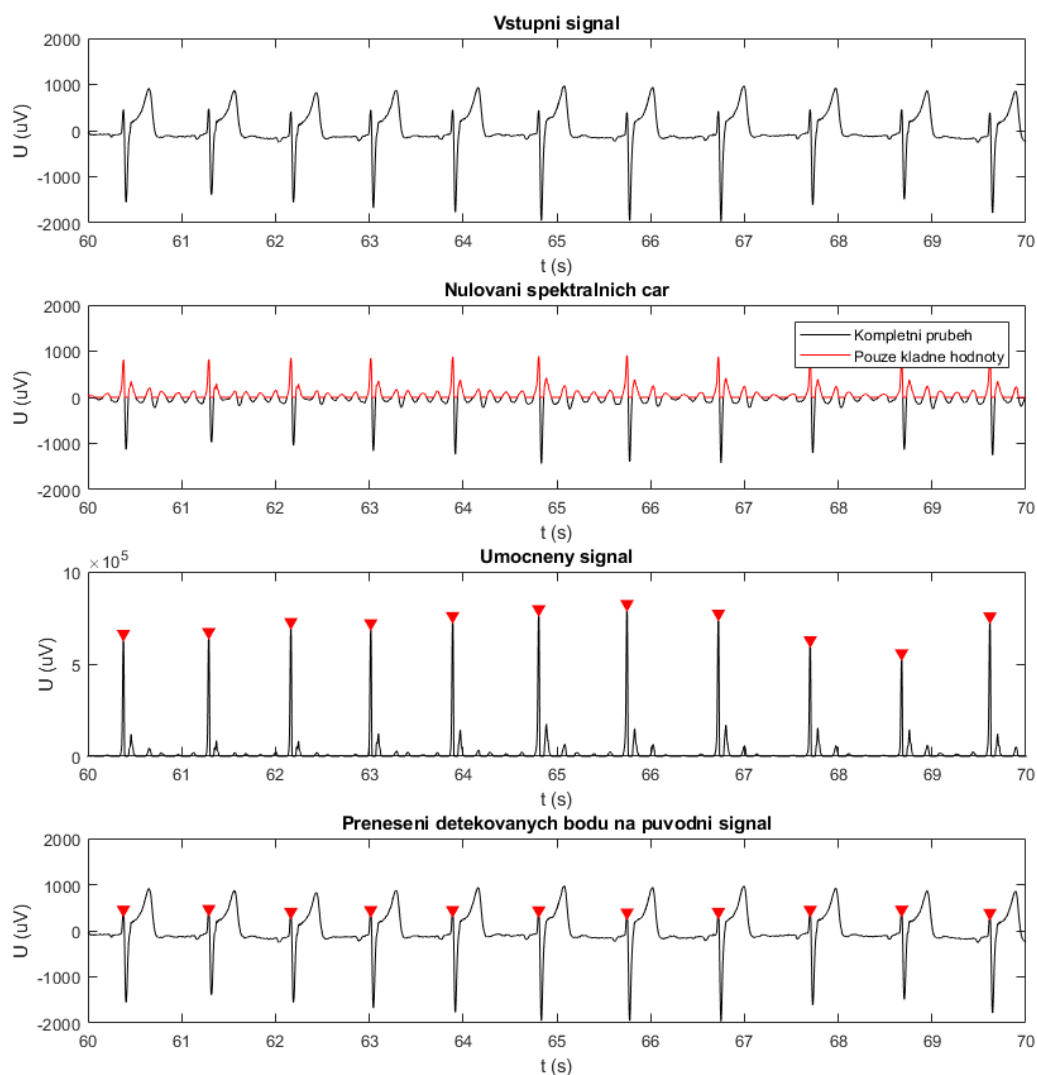 Vstupni signal
2000
1000
0
-1000
-2000
U (uV)
60 61 62 63 64 65 66 67 68 69 70
t (s)
Nulovani spektralnich car
2000
1000
0
-1000
-2000
U (uV)
Kompletni prubeh
Pouze kladne hodnoty
60 61 62 63 64 65 66 67 68 69 70
t (s)
Umocneny signal
×10^5
10
5
0
U (uV)
60 61 62 63 64 65 66 67 68 69 70
t (s)
Preneseni detekovanych bodu na puvodni signal
2000
1000
0
-1000
-2000
U (uV)
60 61 62 63 64 65 66 67 68 69 70
t (s)